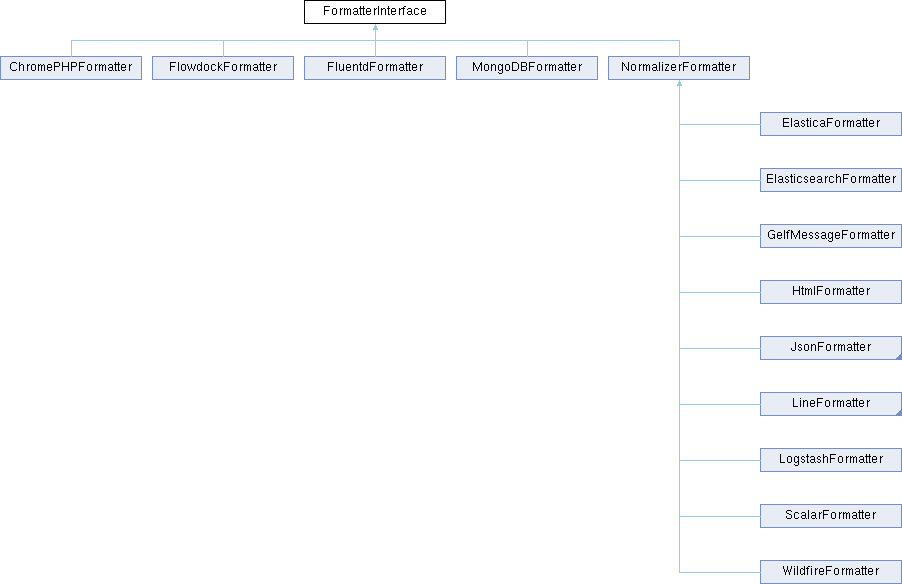 FormatterInterface
ChromePHPFormatter
FlowdockFormatter
FluentdFormatter
MongoDBFormatter
NormalizerFormatter
ElasticaFormatter
ElasticsearchFormatter
GelfMessageFormatter
HtmlFormatter
JsonFormatter
LineFormatter
LogstashFormatter
ScalarFormatter
WildfireFormatter